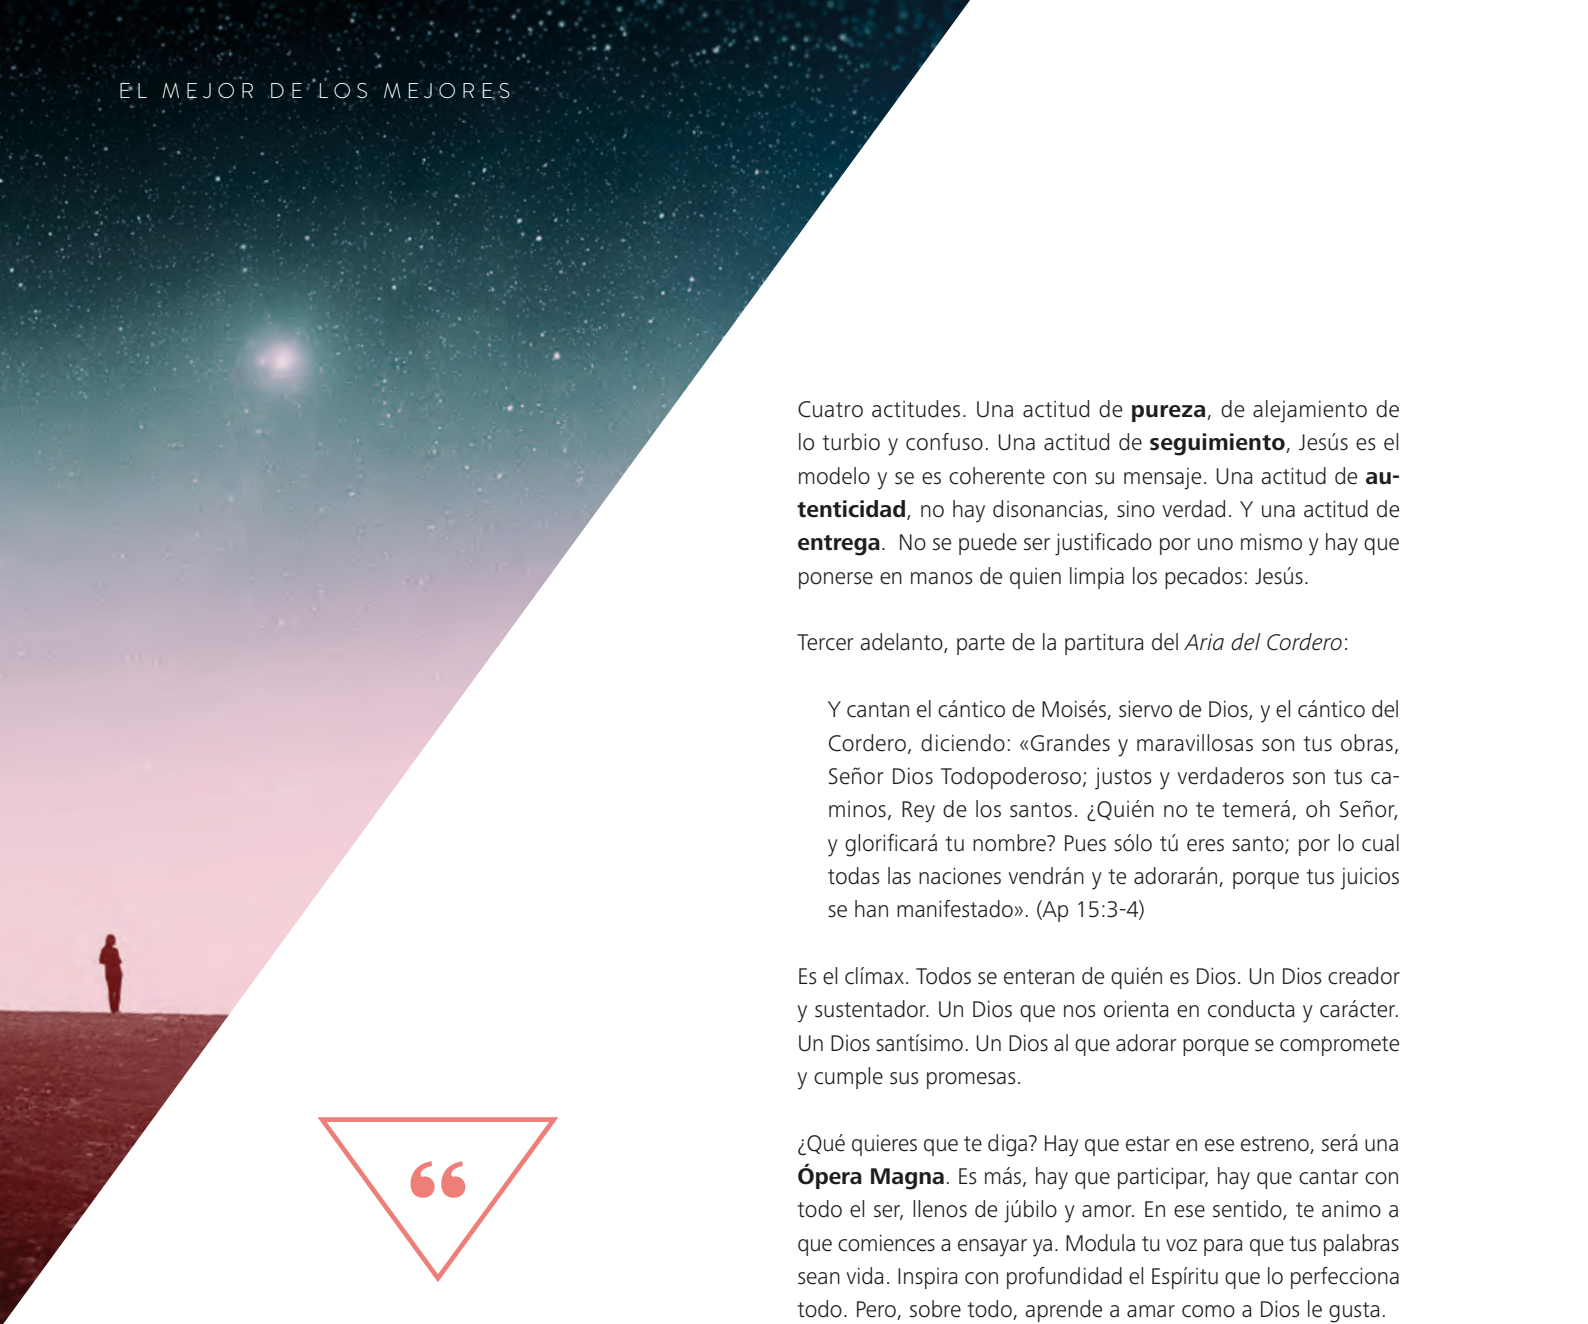 EL MEJOR DE LOS MEJORES
Cuatro actitudes. Una actitud de pureza, de alejamiento de
lo turbio y confuso. Una actitud de seguimiento, Jesús es el
modelo y se es coherente con su mensaje. Una actitud de au-
tenticidad, no hay disonancias, sino verdad. Y una actitud de
entrega.  No se puede ser justificado por uno mismo y hay que
ponerse en manos de quien limpia los pecados: Jesús.
Tercer adelanto, parte de la partitura del Aria del Cordero:
Y cantan el cántico de Moisés, siervo de Dios, y el cántico del
Cordero, diciendo: «Grandes y maravillosas son tus obras,
Señor Dios Todopoderoso; justos y verdaderos son tus ca-
minos, Rey de los santos. ¿Quién no te temerá, oh Señor,
y glorificará tu nombre? Pues sólo tú eres santo; por lo cual
todas las naciones vendrán y te adorarán, porque tus juicios
se han manifestado». (Ap 15:3-4)
Es el clímax. Todos se enteran de quién es Dios. Un Dios creador
y sustentador. Un Dios que nos orienta en conducta y carácter.
Un Dios santísimo. Un Dios al que adorar porque se compromete
y cumple sus promesas.
¿Qué quieres que te diga? Hay que estar en ese estreno, será una
Ópera Magna. Es más, hay que participar, hay que cantar con
todo el ser, llenos de júbilo y amor. En ese sentido, te animo a
que comiences a ensayar ya. Modula tu voz para que tus palabras
sean vida. Inspira con profundidad el Espíritu que lo perfecciona
todo. Pero, sobre todo, aprende a amar como a Dios le gusta.
“